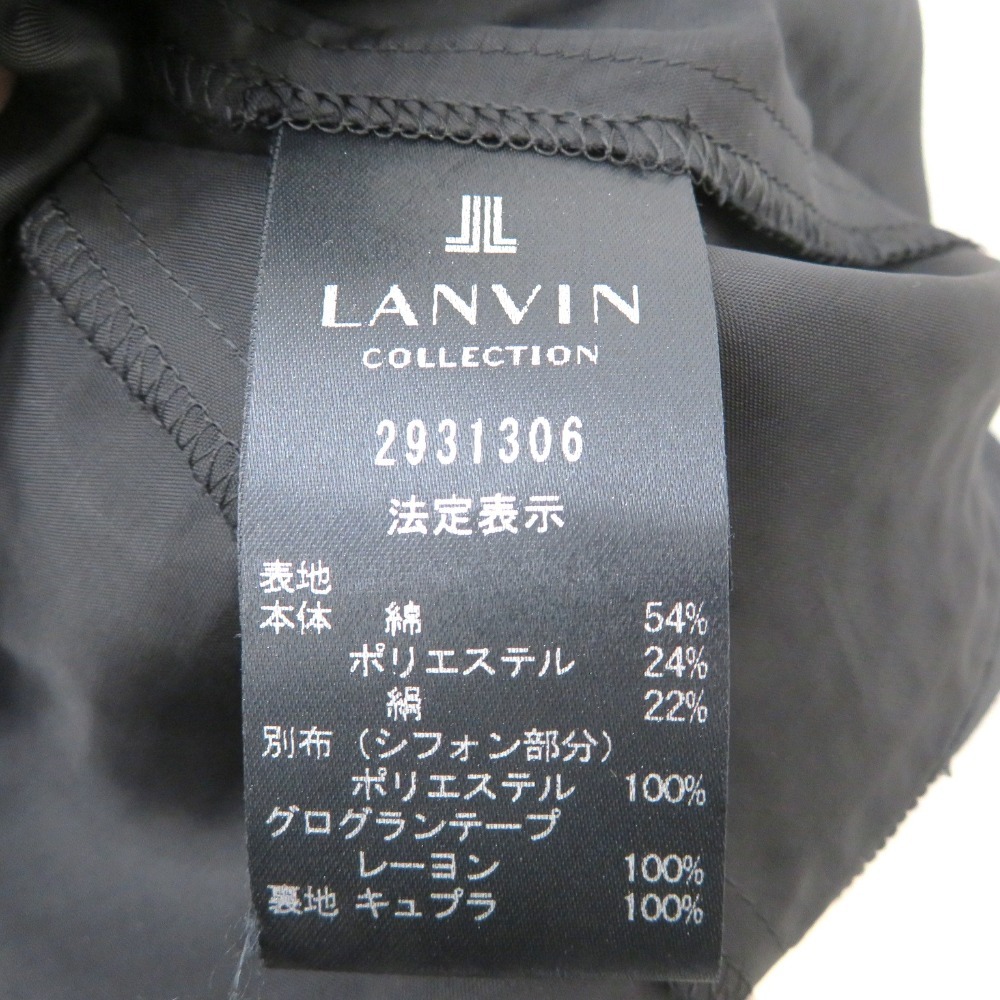 LANVIN
COLLECTION
2931306
法定表示
表地
本体 綿 54%
ポリエステル 24%
絹 22%
別布 (シフォン部分)
ポリエステル 100%
グログランテープ
レーヨン 100%
裏地 キュプラ 100%